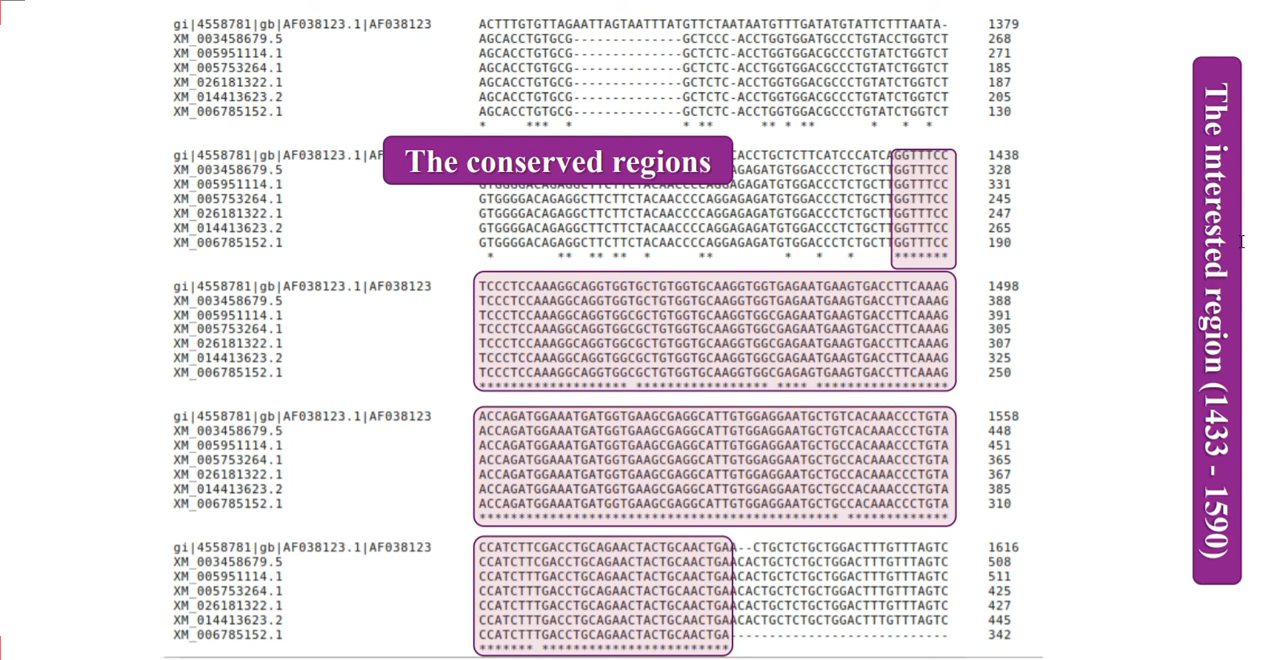 gi|4558781|gb|AF038123.1|AF038123 ACTTTGTGTTAGAATTAGTAATTTATGTTCTAATAATGTTTGATATGTATTCTTTAATA- 1379
XM_003458679.5 AGCACCTGTGCG--------------GCTCCC-ACCTGGTGGATGCCCTGTACCTGGTCT 268
XM_005951114.1 AGCACCTGTGCG--------------GCTCTC-ACCTGGTGGACGCCCTGTATCTGGTCT 271
XM_005753264.1 AGCACCTGTGCG--------------GCTCTC-ACCTGGTGGACGCCCTGTATCTGGTCT 185
XM_026181322.1 AGCACCTGTGCG--------------GCTCTC-ACCTGGTGGACGCCCTGTATCTGGTCT 187
XM_014413623.2 AGCACCTGTGCG--------------GCTCTC-ACCTGGTGGACGCCCTGTATCTGGTCT 205
XM_006785152.1 AGCACCTGTGCG--------------GCTCTC-ACCTGGTGGACGCCCTGTATCTGGTCT 130
* *** * * ** ** * ** * * *
The conserved regions
gi|4558781|gb|AF038123.1|AF CACCTGCTCTTCATCCCATCAGGTTTCC 1438
XM_003458679.5 AGAGATGTGGACCCTCTGCTTGGTTTCC 328
XM_005951114.1 GTGGGGACAGAGGCTTCTTCTACAACCCCAGGAGAGATGTGGACCCTCTGCTTGGTTTCC 331
XM_005753264.1 GTGGGGACAGAGGCTTCTTCTACAACCCCAGGAGAGATGTGGACCCTCTGCTTGGTTTCC 245
XM_026181322.1 GTGGGGACAGAGGCTTCTTCTACAACCCCAGGAGAGATGTGGACCCTCTGCTTGGTTTCC 247
XM_014413623.2 GTGGGGACAGAGGCTTCTTCTACAACCCCAGGAGAGATGTGGACCCTCTGCTTGGTTTCC 265
XM_006785152.1 GTGGGGACAGAGGCTTCTTCTACAACCCCAGGAGAGATGTGGACCCTCTGCTTGGTTTCC 190
* ** ** ** * ** * * * *******
gi|4558781|gb|AF038123.1|AF038123 TCCCTCCAAAGGCAGGTGGTGCTGTGGTGCAAGGTGGTGAGAATGAAGTGACCTTCAAAG 1498
XM_003458679.5 TCCCTCCAAAGGCAGGTGGTGCTGTGGTGCAAGGTGGTGAGAATGAAGTGACCTTCAAAG 388
XM_005951114.1 TCCCTCCAAAGGCAGGTGGCGCTGTGGTGCAAGGTGGCGAGAATGAAGTGACCTTCAAAG 391
XM_005753264.1 TCCCTCCAAAGGCAGGTGGCGCTGTGGTGCAAGGTGGCGAGAATGAAGTGACCTTCAAAG 305
XM_026181322.1 TCCCTCCAAAGGCAGGTGGCGCTGTGGTGCAAGGTGGCGAGAATGAAGTGACCTTCAAAG 307
XM_014413623.2 TCCCTCCAAAGGCAGGTGGCGCTGTGGTGCAAGGTGGCGAGAATGAAGTGACCTTCAAAG 325
XM_006785152.1 TCCCTCCAAAGGCAGGTGGCGCTGTGGTGCAAGGTGGCGAGAGTGAAGTGACCTTCAAAG 250
******************* ***************** **** *****************
gi|4558781|gb|AF038123.1|AF038123 ACCAGATGGAAATGATGGTGAAGCGAGGCATTGTGGAGGAATGCTGTCACAAACCCTGTA 1558
XM_003458679.5 ACCAGATGGAAATGATGGTGAAGCGAGGCATTGTGGAGGAATGCTGTCACAAACCCTGTA 448
XM_005951114.1 ACCAGATGGAAATGATGGTGAAGCGAGGCATTGTGGAGGAATGCTGCCACAAACCCTGTA 451
XM_005753264.1 ACCAGATGGAAATGATGGTGAAGCGAGGCATTGTGGAGGAATGCTGCCACAAACCCTGTA 365
XM_026181322.1 ACCAGATGGAAATGATGGTGAAGCGAGGCATTGTGGAGGAATGCTGCCACAAACCCTGTA 367
XM_014413623.2 ACCAGATGGAAATGATGGTGAAGCGAGGCATTGTGGAGGAATGCTGCCACAAACCCTGTA 385
XM_006785152.1 ACCAGATGGAAATGATGGTGAAGCGAGGCATTGTGGAGGAATGCTGCCACAAACCCTGTA 310
********************************************** *************
gi|4558781|gb|AF038123.1|AF038123 CCATCTTCGACCTGCAGAACTACTGCAACTGAA--CTGCTCTGCTGGACTTTGTTTAGTC 1616
XM_003458679.5 CCATCTTCGACCTGCAGAACTACTGCAACTGAACACTGCTCTGCTGGACTTTGTTTAGTC 508
XM_005951114.1 CCATCTTTGACCTGCAGAACTACTGCAACTGAACACTGCTCTGCTGGACTTTGTTTAGTC 511
XM_005753264.1 CCATCTTTGACCTGCAGAACTACTGCAACTGAACACTGCTCTGCTGGACTTTGTTTAGTC 425
XM_026181322.1 CCATCTTTGACCTGCAGAACTACTGCAACTGAACACTGCTCTGCTGGACTTTGTTTAGTC 427
XM_014413623.2 CCATCTTTGACCTGCAGAACTACTGCAACTGAACACTGCTCTGCTGGACTTTGTTTAGTC 445
XM_006785152.1 CCATCTTTGACCTGCAGAACTACTGCAACTGA---------------------------- 342
******* ************************
The interested region (1433 - 1590)